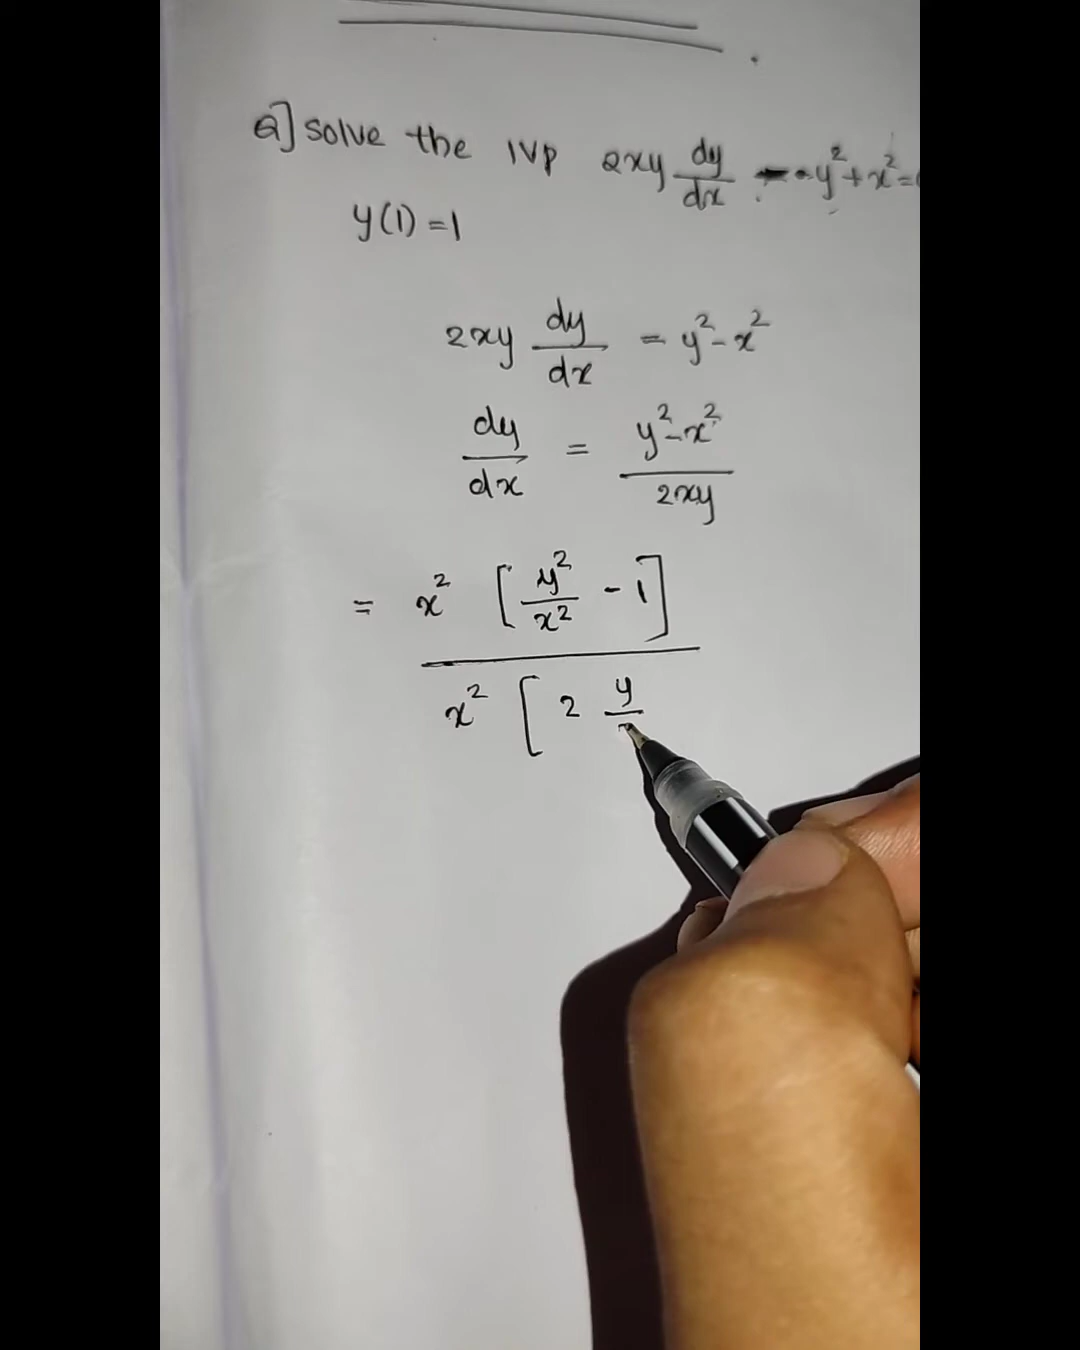 Q] Solve the IVP 2xy dy/dx - y² + x² =
y(1) = 1
2xy dy/dx = y² - x²
dy/dx = y² - x² / 2xy
= x² [ y²/x² - 1 ] / x² [ 2 y/